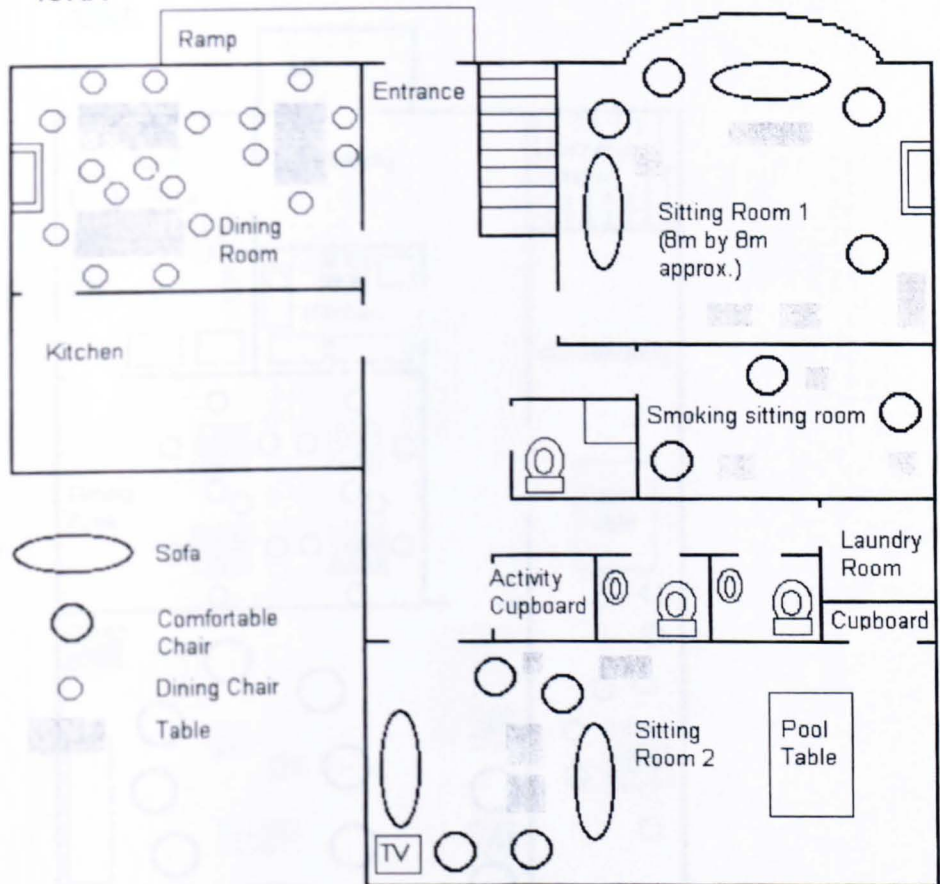 Ramp
Entrance
Dining
Room
Sitting Room 1
(8m by 8m
approx.)
Kitchen
Smoking sitting room
Sofa
Activity
Cupboard
Laundry
Room
Cupboard
Comfortable
Chair
Dining Chair
Table
Sitting
Room 2
Pool
Table
TV